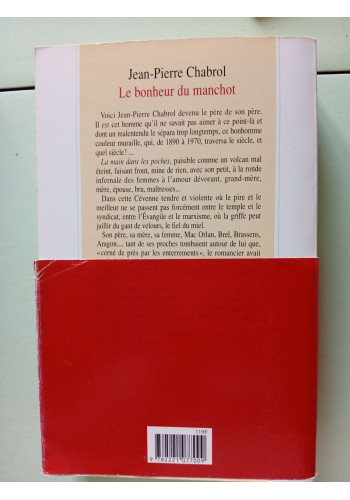 Jean-Pierre Chabrol
Le bonheur du manchot
Voici Jean-Pierre Chabrol devenu le père de son père.
Il est cet homme qu'il ne savait pas aimer à ce point-là et
dont un malentendu le sépara trop longtemps, ce bonhomme
couleur muraille, qui, de 1890 à 1970, traversa le siècle, et
quel siècle! ...
La main dans les poches, paisible comme un volcan mal
éteint, faisant front, mine de rien, avec son petit, à la ronde
infernale des femmes à l'amour dévorant, grand-mère,
mère, épouse, bru, maîtresses...
Dans cette Cévenne tendre et violente où le pire et le
meilleur ne se passent pas forcément entre le temple et le
syndicat, entre l'Évangile et le marxisme, où la griffe peut
jaillir du gant de velours, le fiel du miel.
Son père, sa mère, sa femme, Mac Orlan, Brel, Brassens,
Aragon..., tant de ses proches tombaient autour de lui que,
«cerné de près par les enterrements», le romancier avait
119F
9 782221 077009